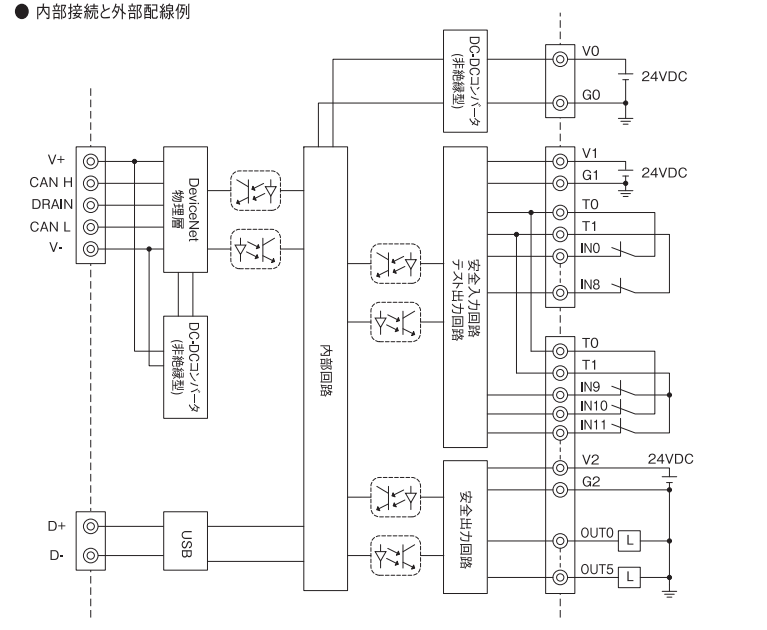 ● 内部接続と外部配線例
DC-DCコンバータ
(非絶縁型)
V0
24VDC
G0
V+
CAN H
DRAIN
CAN L
V-
DeviceNet
物理層
DC-DCコンバータ
(非絶縁型)
内部回路
安全入力回路
テスト出力回路
V1
24VDC
G1
T0
T1
IN0
IN8
T0
T1
IN9
IN10
IN11
V2
24VDC
G2
安全出力回路
OUT0
L
OUT5
L
D+
D-
USB